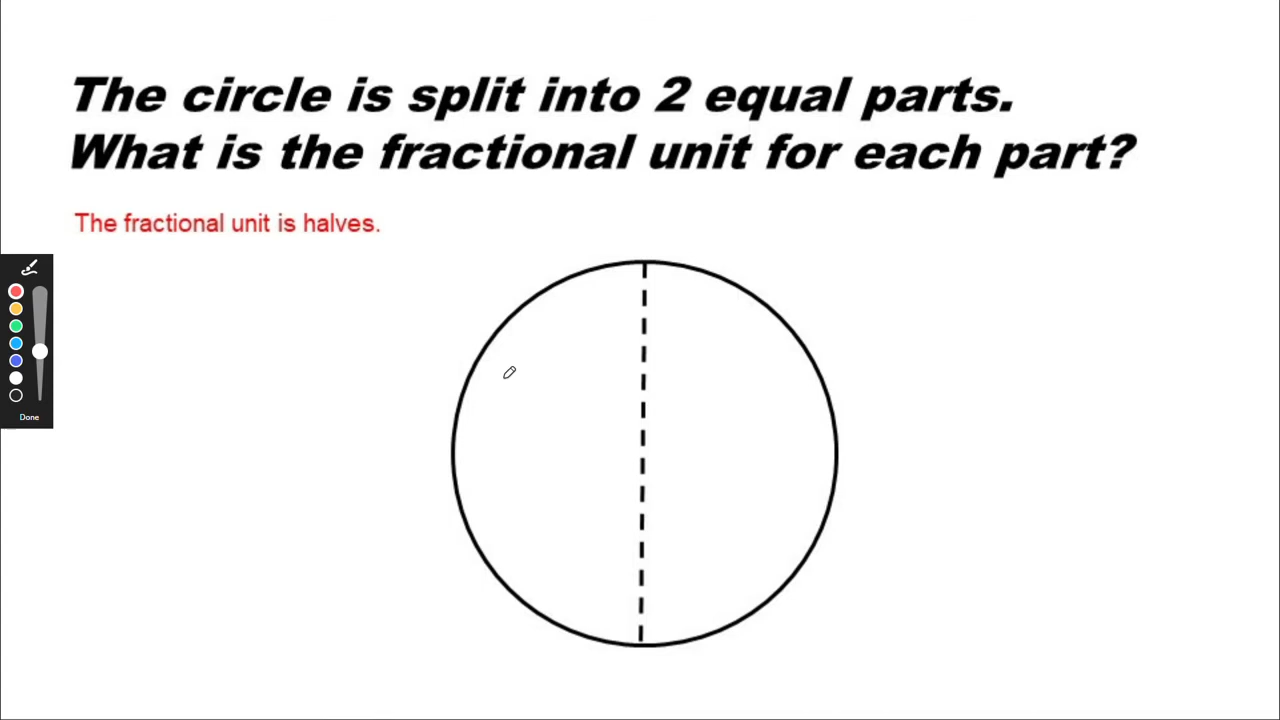 The circle is split into 2 equal parts.
What is the fractional unit for each part?
The fractional unit is halves.
Done